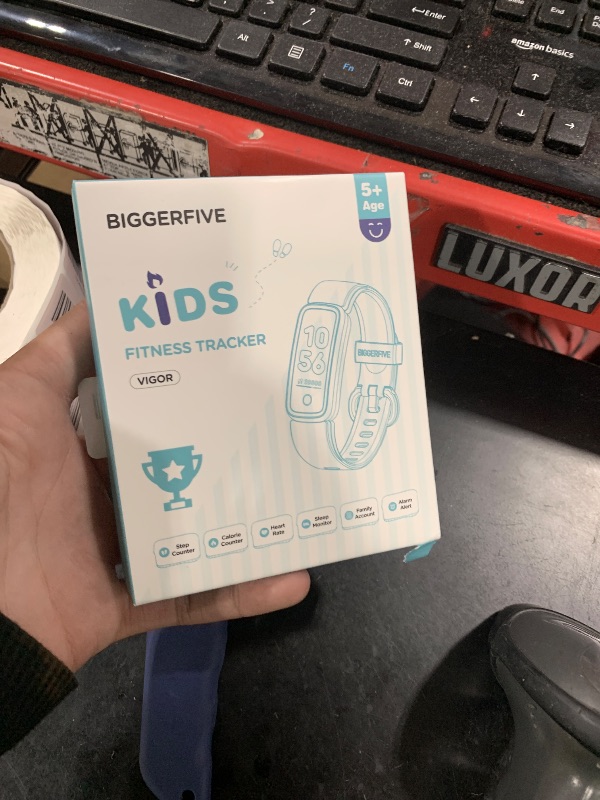 Enter
Shift
Alt
Fn
Ctrl
End
amazon basics
LUXOR
BIGGERFIVE
5+
Age
KIDS
FITNESS TRACKER
VIGOR
10
56
BIGGERFIVE
Step
Counter
Calorie
Counter
Heart
Rate
Sleep
Monitor
Family
Account
Alarm
Alert